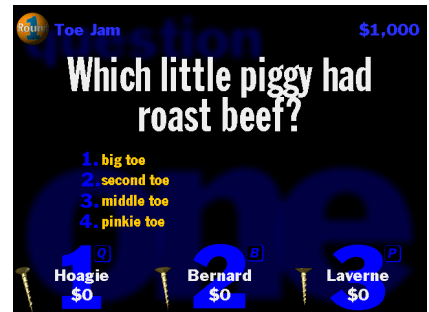 Round 1
Toe Jam
$1,000
question
Which little piggy had
roast beef?
1. big toe
2. second toe
3. middle toe
4. pinkie toe
one
1 Q
2 B
3 P
Hoagie
Bernard
Laverne
$0
$0
$0